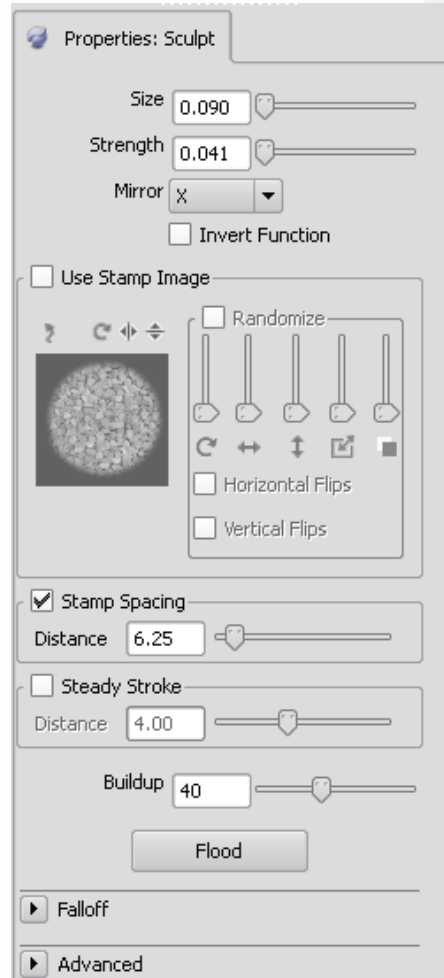 Properties: Sculpt
Size 0.090
Strength 0.041
Mirror X
Invert Function
Use Stamp Image
Randomize
Horizontal Flips
Vertical Flips
Stamp Spacing
Distance 6.25
Steady Stroke
Distance 4.00
Buildup 40
Flood
Falloff
Advanced